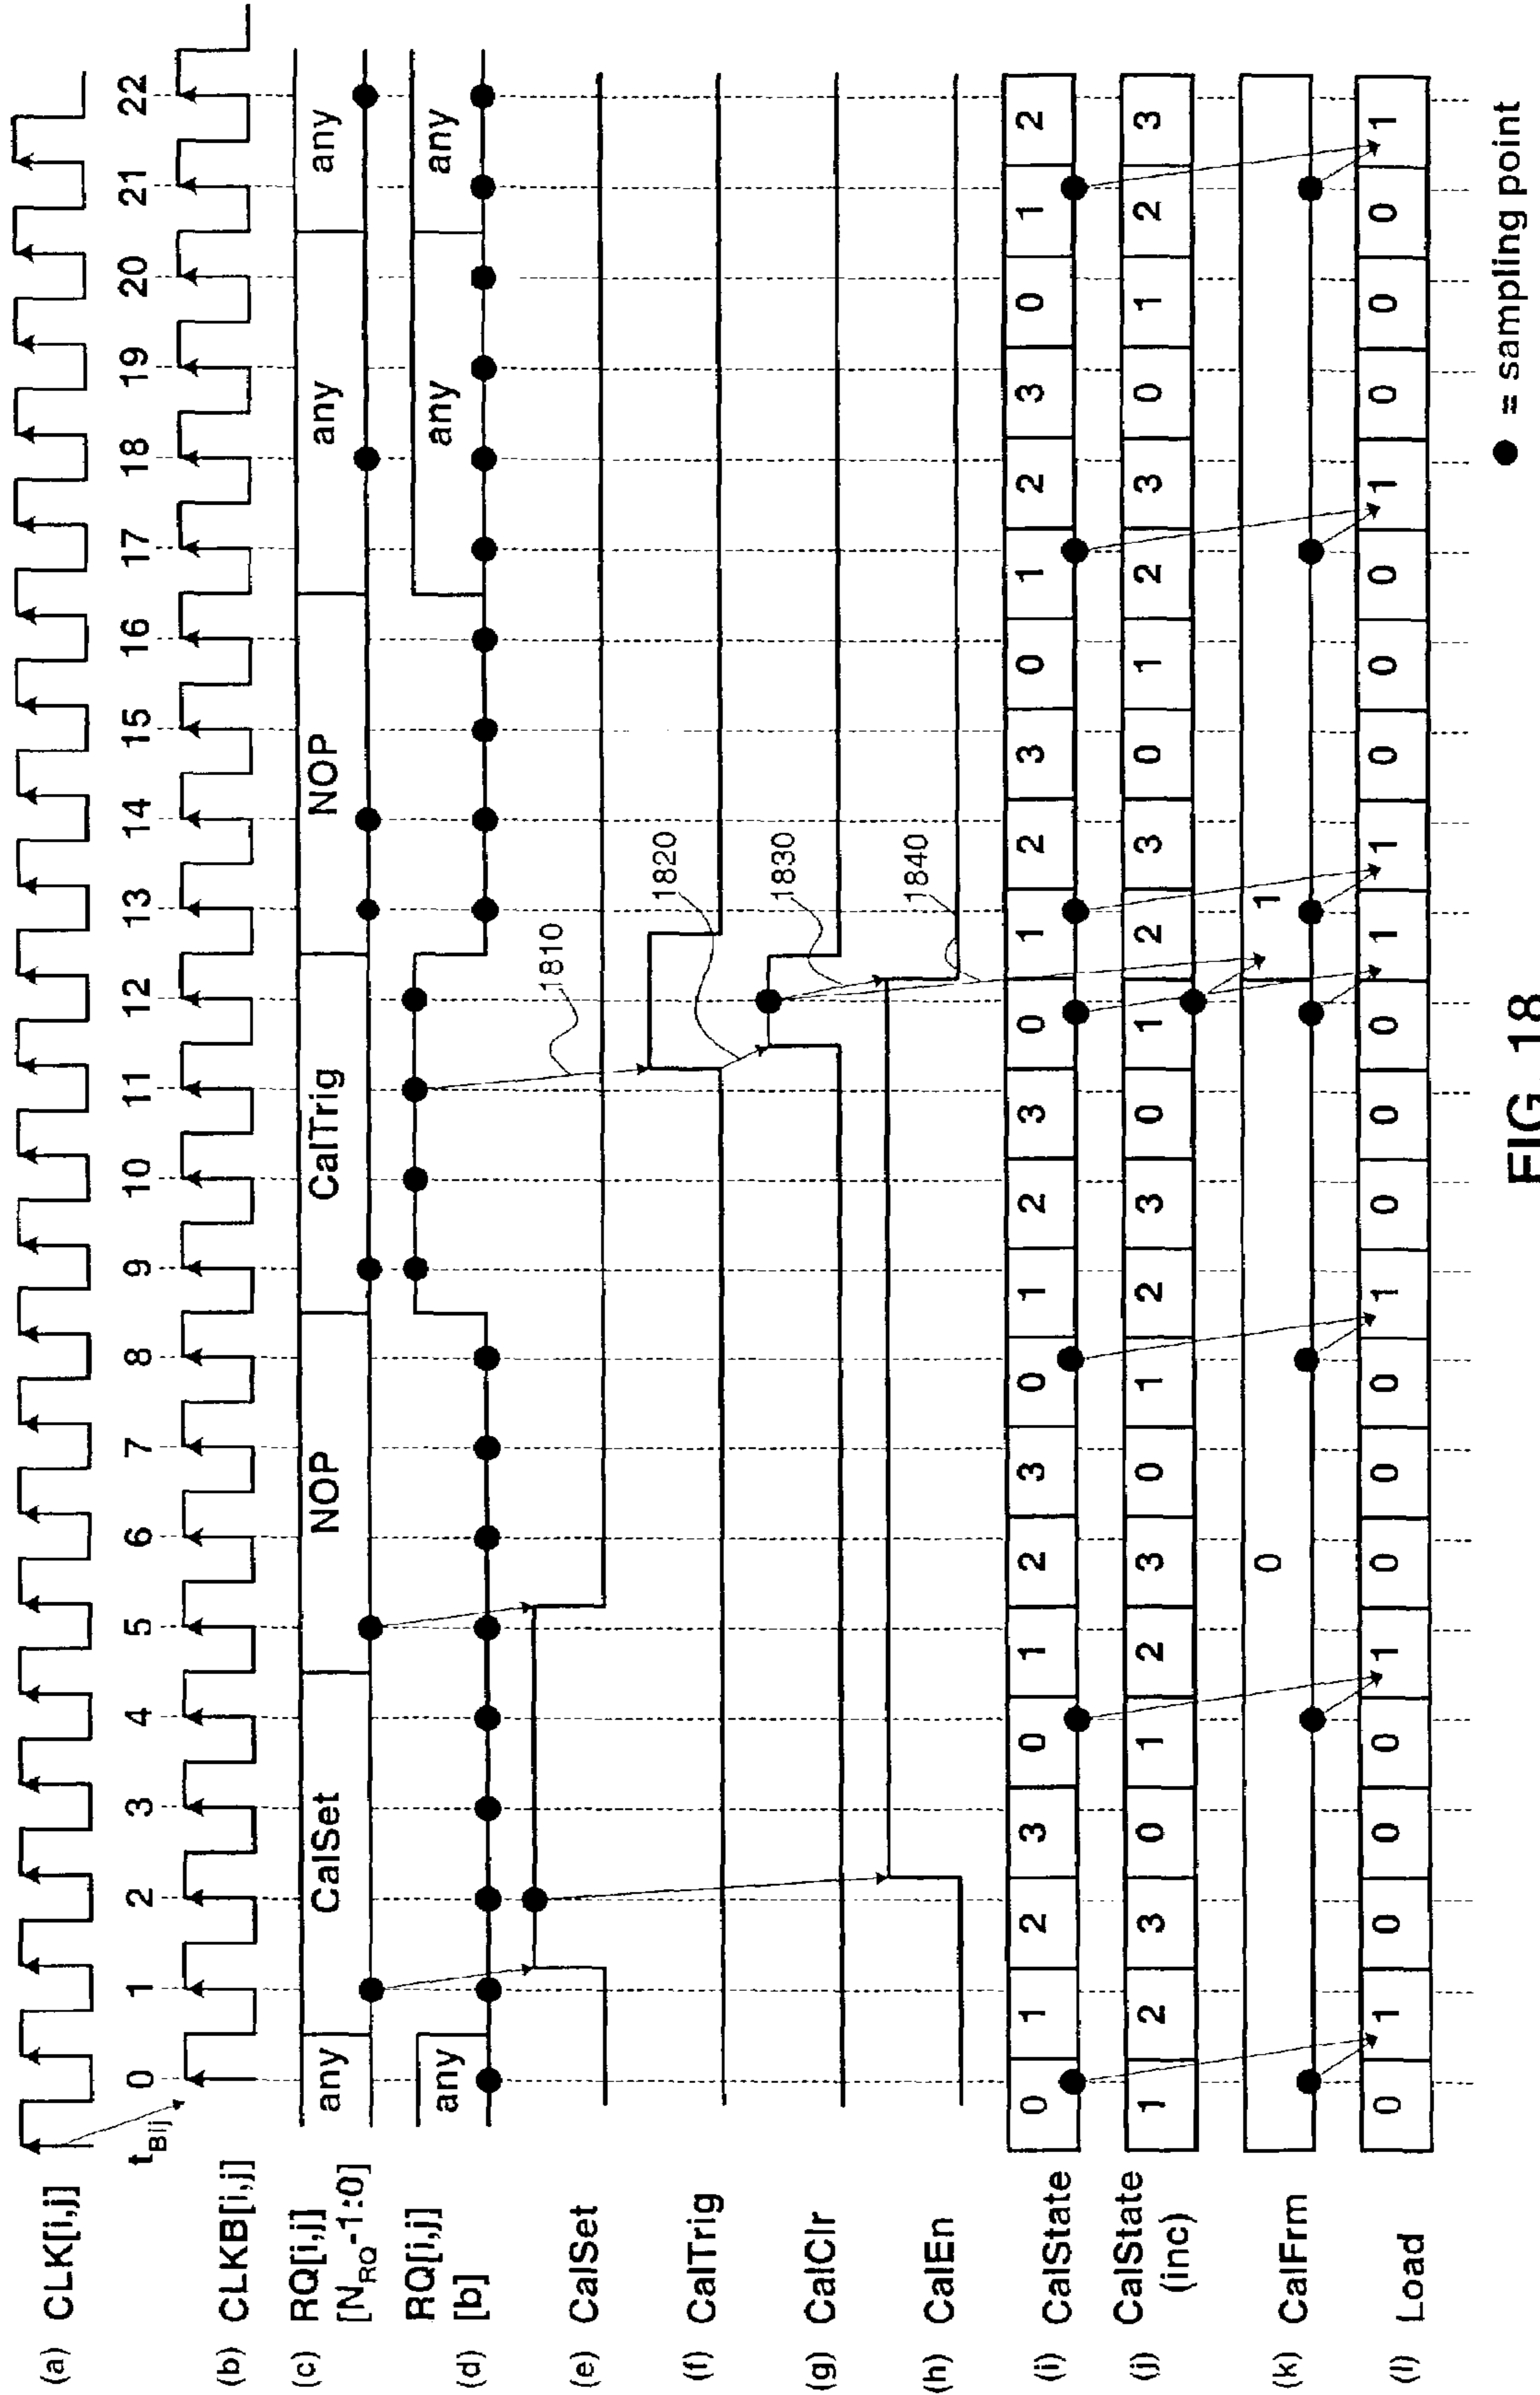 (a) CLK[i,j]
tBij 0 1 2 3 4 5 6 7 8 9 10 11 12 13 14 15 16 17 18 19 20 21 22
(b) CLKB[i,j]
(c) RQ[i,j] any CalSet NOP CalTrig NOP any any
[NRQ-1:0]
(d) RQ[i,j] any any any
[b]
(e) CalSet
1810
(f) CalTrig
1820
(g) CalClr
1830
(h) CalEn
1840
(i) CalState 0 1 2 3 0 1 2 3 0 1 2 3 0 1 2 3 0 1 2 3 0 1 2
(j) CalState 1 2 3 0 1 2 3 0 1 2 3 0 1 2 3 0 1 2 3 0 1 2 3
(inc)
(k) CalFrm 0 1
(l) Load 0 1 0 0 0 1 0 0 0 1 0 0 0 1 1 0 0 0 1 0 0 0 1
= sampling point
FIG. 18